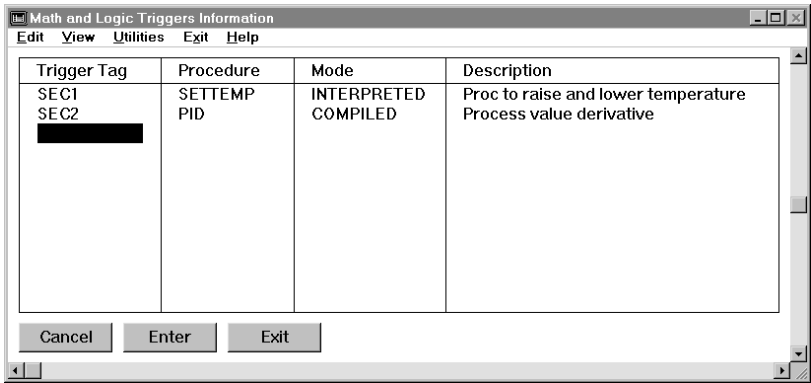 Math and Logic Triggers Information
Edit View Utilities Exit Help
Trigger Tag Procedure Mode Description
SEC1 SETTEMP INTERPRETED Proc to raise and lower temperature
SEC2 PID COMPILED Process value derivative
Cancel Enter Exit